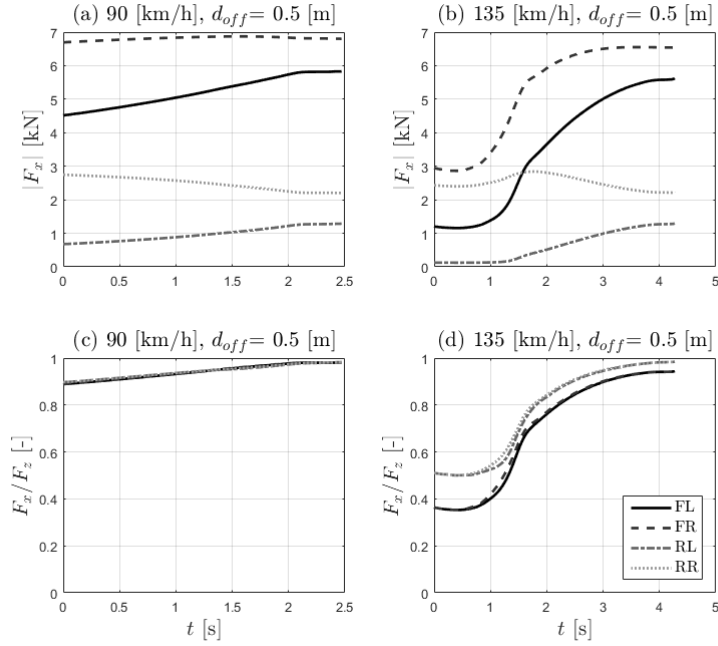 (a) 90 [km/h], d_off= 0.5 [m]
7
6
5
4
3
2
1
0
|F_x| [kN]
0 0.5 1 1.5 2 2.5
(b) 135 [km/h], d_off= 0.5 [m]
7
6
5
4
3
2
1
0
|F_x| [kN]
0 1 2 3 4 5
(c) 90 [km/h], d_off= 0.5 [m]
1
0.8
0.6
0.4
0.2
0
F_x/F_z [-]
0 0.5 1 1.5 2 2.5
t [s]
(d) 135 [km/h], d_off= 0.5 [m]
1
0.8
0.6
0.4
0.2
0
F_x/F_z [-]
FL
FR
RL
RR
0 1 2 3 4 5
t [s]